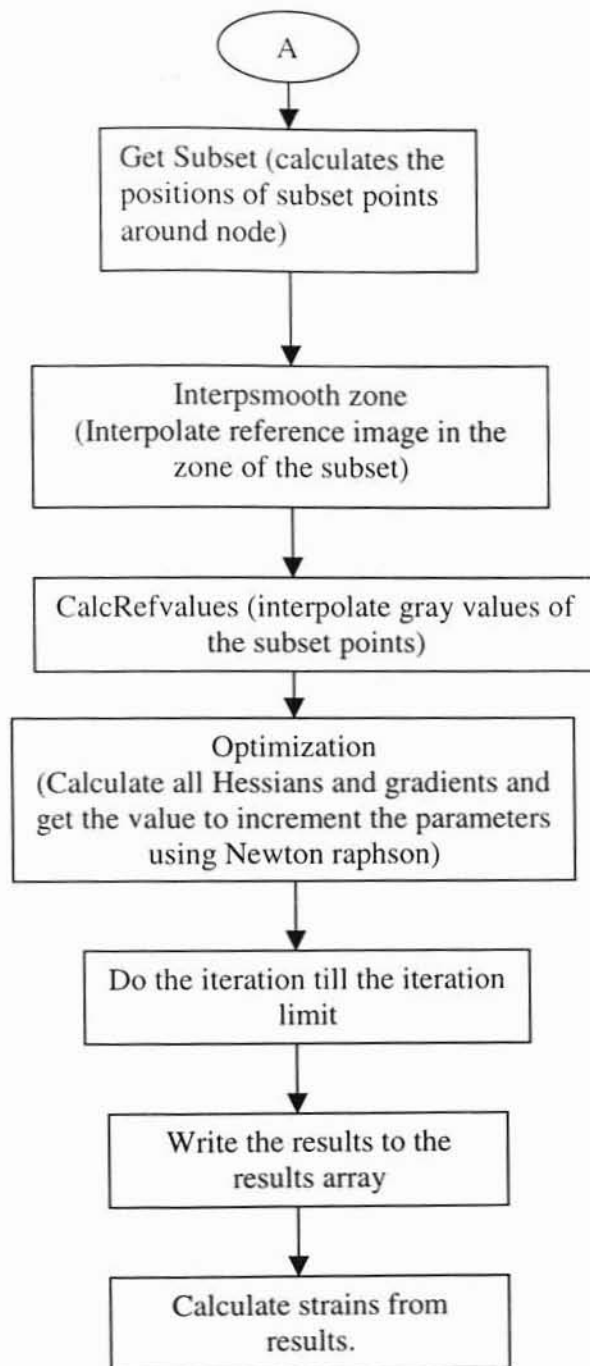 A
Get Subset (calculates the
positions of subset points
around node)
Interpsmooth zone
(Interpolate reference image in the
zone of the subset)
CalcRefvalues (interpolate gray values of
the subset points)
Optimization
(Calculate all Hessians and gradients and
get the value to increment the parameters
using Newton raphson)
Do the iteration till the iteration
limit
Write the results to the
results array
Calculate strains from
results.